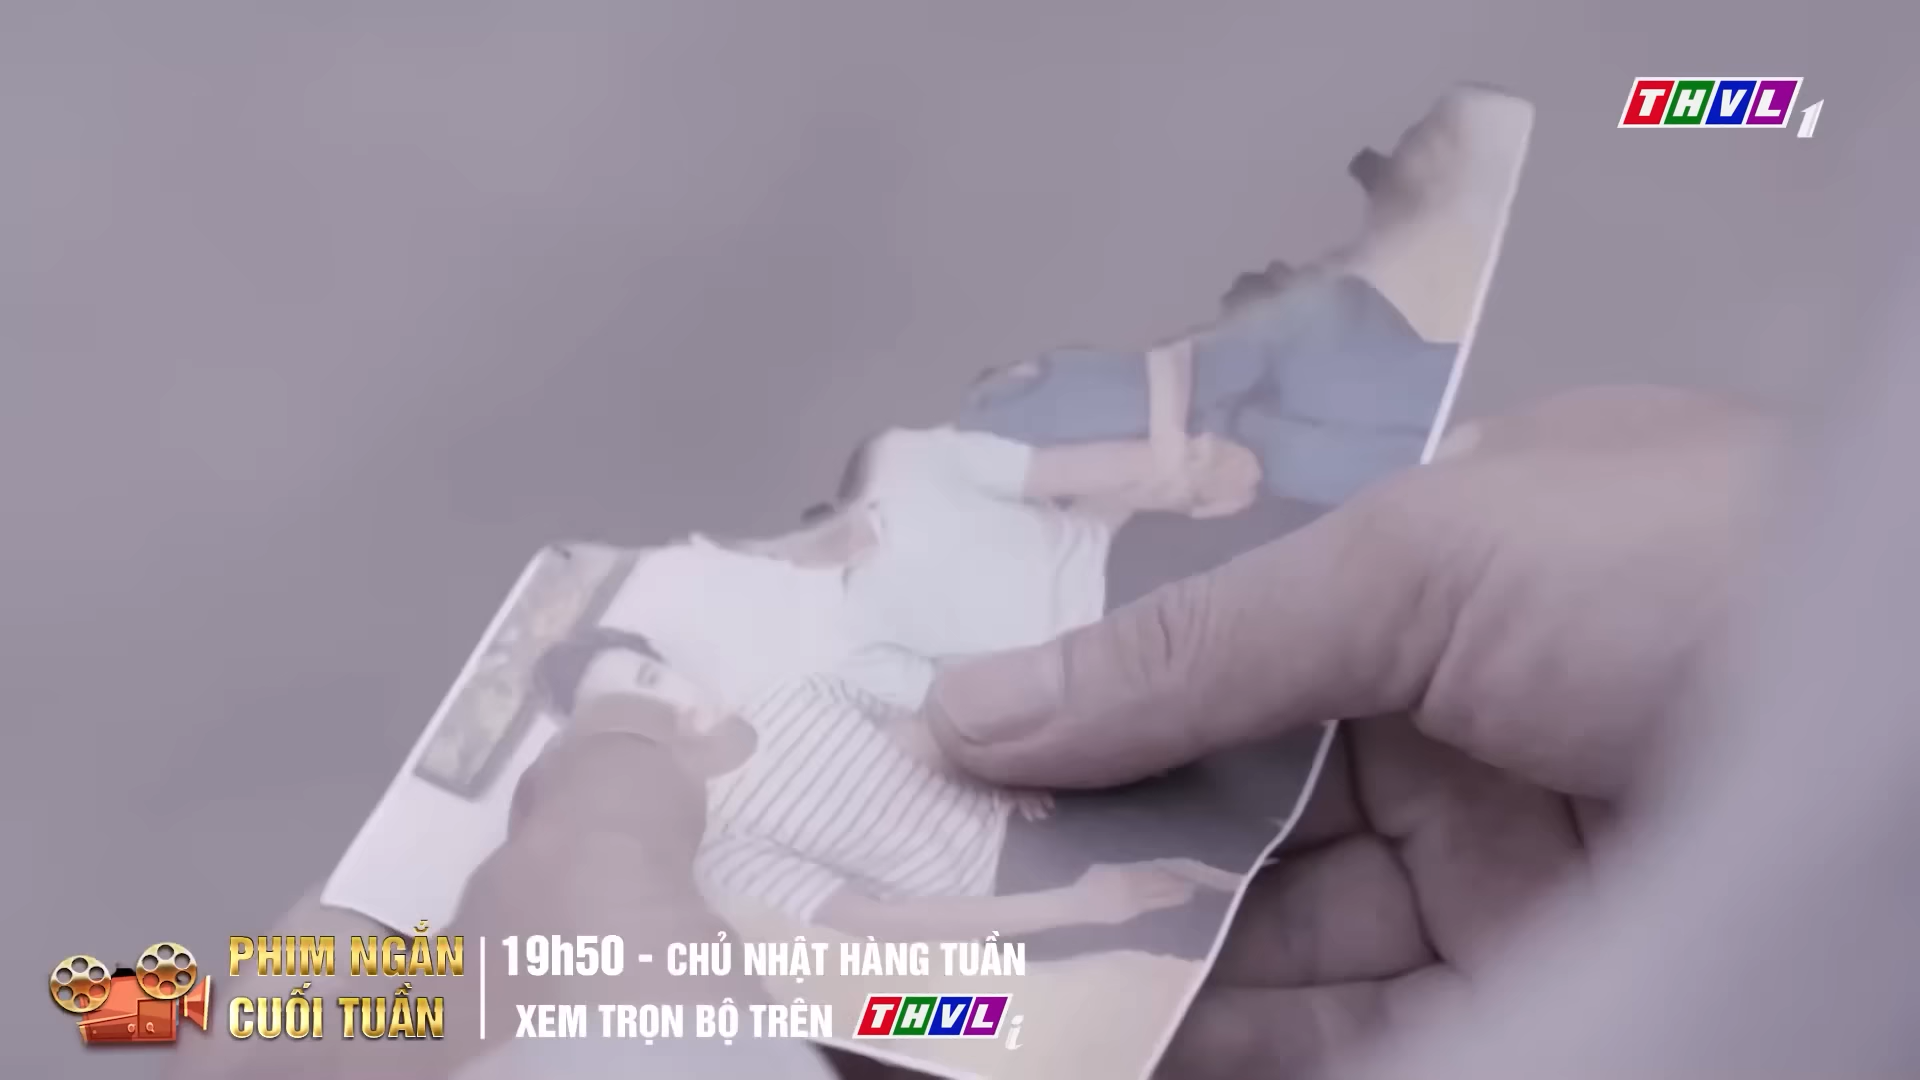 THVL1
PHIM NGẮN
CUỐI TUẦN
19h50 - CHỦ NHẬT HÀNG TUẦN
XEM TRỌN BỘ TRÊN THVLi